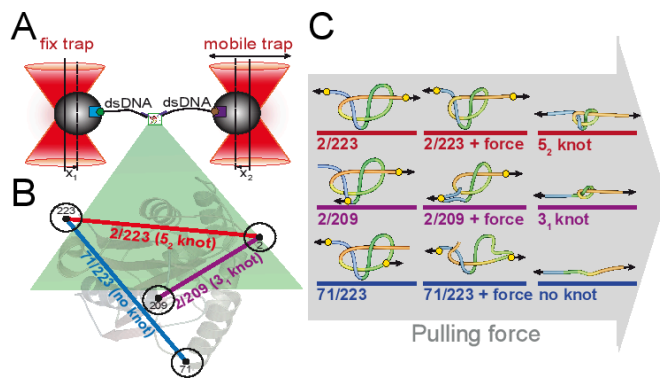 A
fix trap
mobile trap
dsDNA
dsDNA
x1
x2
B
223
2
2/223 (52 knot)
2/209 (31 knot)
71/223 (no knot)
209
71
C
2/223
2/223 + force
52 knot
2/209
2/209 + force
31 knot
71/223
71/223 + force
no knot
Pulling force